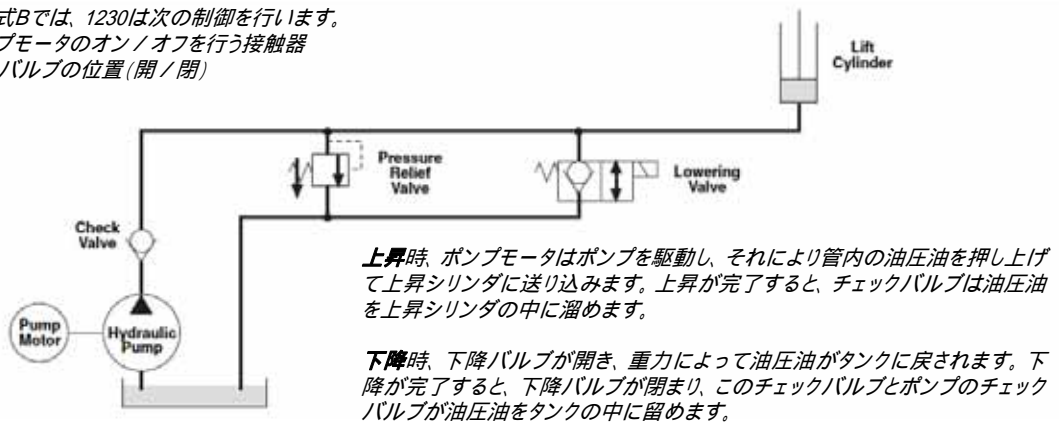 式Bでは、1230は次の制御を行います。
プモータのオン / オフを行う接触器
バルブの位置(開 / 閉)
Lift
Cylinder
Pressure
Relief
Valve
Lowering
Valve
Check
Valve
Pump
Motor
Hydraulic
Pump
上昇時、ポンプモータはポンプを駆動し、それにより管内の油圧油を押し上げ
て上昇シリンダに送り込みます。上昇が完了すると、チェックバルブは油圧油
を上昇シリンダの中に溜めます。
下降時、下降バルブが開き、重力によって油圧油がタンクに戻されます。下
降が完了すると、下降バルブが閉まり、このチェックバルブとポンプのチェック
バルブが油圧油をタンクの中に留めます。